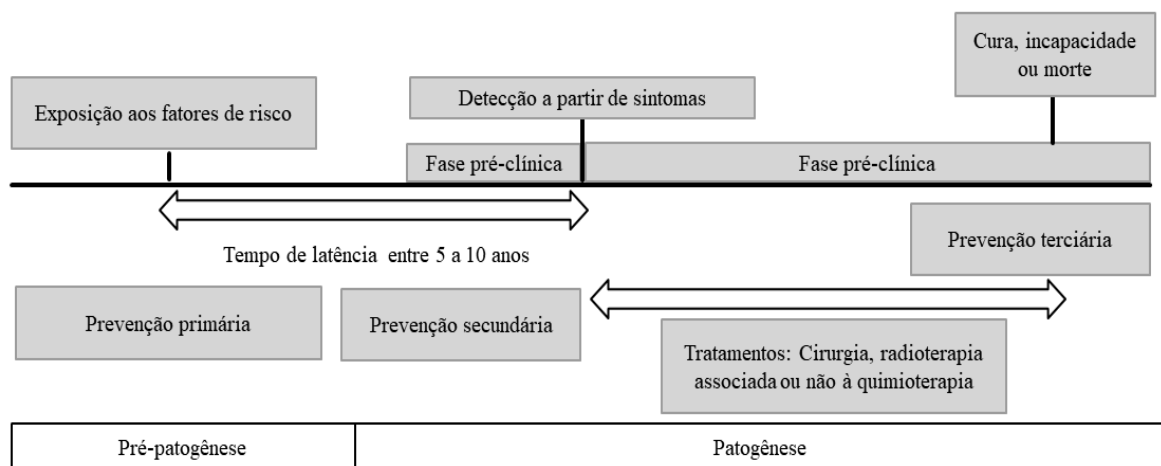 Cura, incapacidade
ou morte
Exposição aos fatores de risco
Detecção a partir de sintomas
Fase pré-clínica
Fase pré-clínica
Tempo de latência entre 5 a 10 anos
Prevenção terciária
Prevenção primária
Prevenção secundária
Tratamentos: Cirurgia, radioterapia
associada ou não à quimioterapia
Pré-patogênese
Patogênese